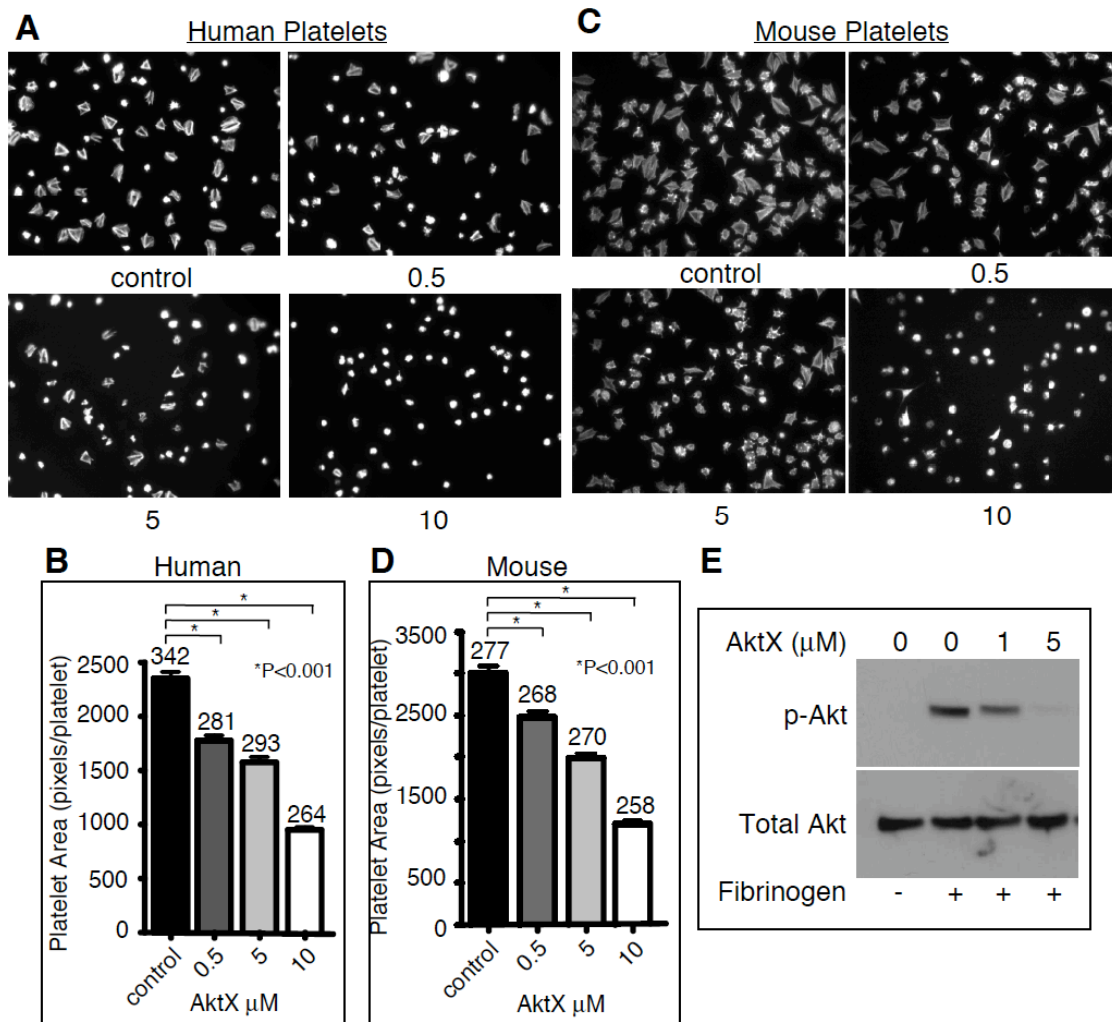 A
Human Platelets
control
0.5
5
10
C
Mouse Platelets
control
0.5
5
10
B
Human
*
*
*
*P<0.001
342
281
293
264
2500
2000
1500
1000
500
0
Platelet Area (pixels/platelet)
control
0.5
5
10
AktX μM
D
Mouse
*
*
*
*P<0.001
277
268
270
258
3500
2500
1500
500
0
Platelet Area (pixels/platelet)
control
0.5
5
10
AktX μM
E
AktX (μM) 0 0 1 5
p-Akt
Total Akt
Fibrinogen - + + +